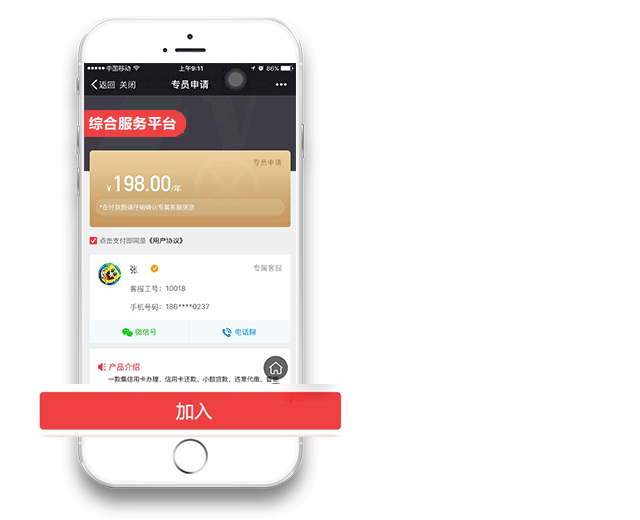 中国移动 上午9:11 86%
返回 关闭 专员申请
综合服务平台
专员申请
¥198.00/年
*在付款前请仔细确认专属客服信息
点击支付即同意《用户协议》
张 专属客服
客服工号：10018
手机号码：186****0237
微信号 电话聊
产品介绍
一款集信用卡办理、信用卡还款、小额贷款、违章代缴、
加入